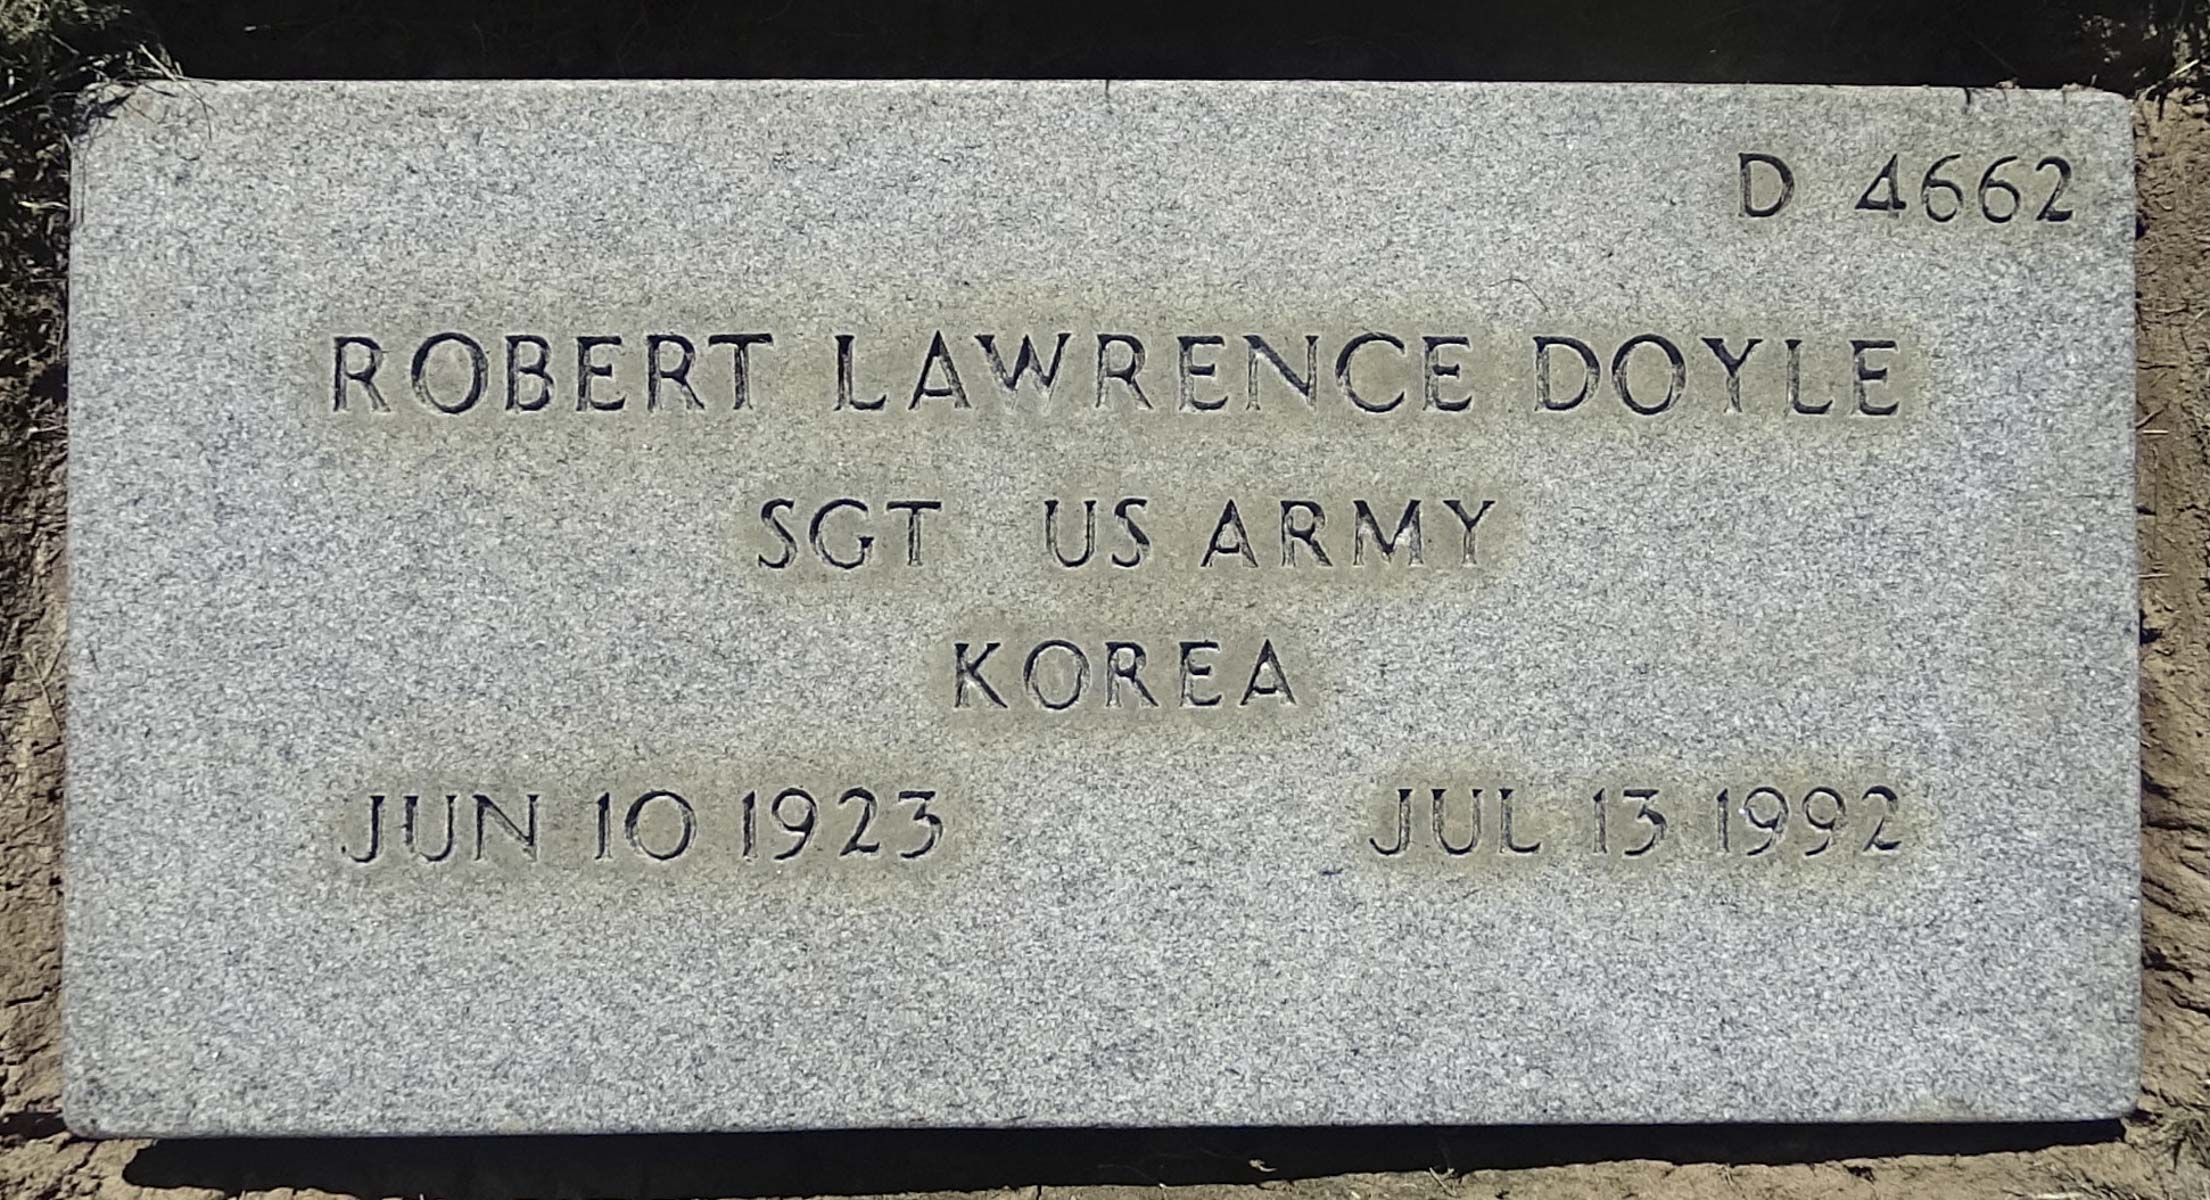 D 4662
ROBERT LAWRENCE DOYLE
SGT US ARMY
KOREA
JUN 10 1923 JUL 13 1992